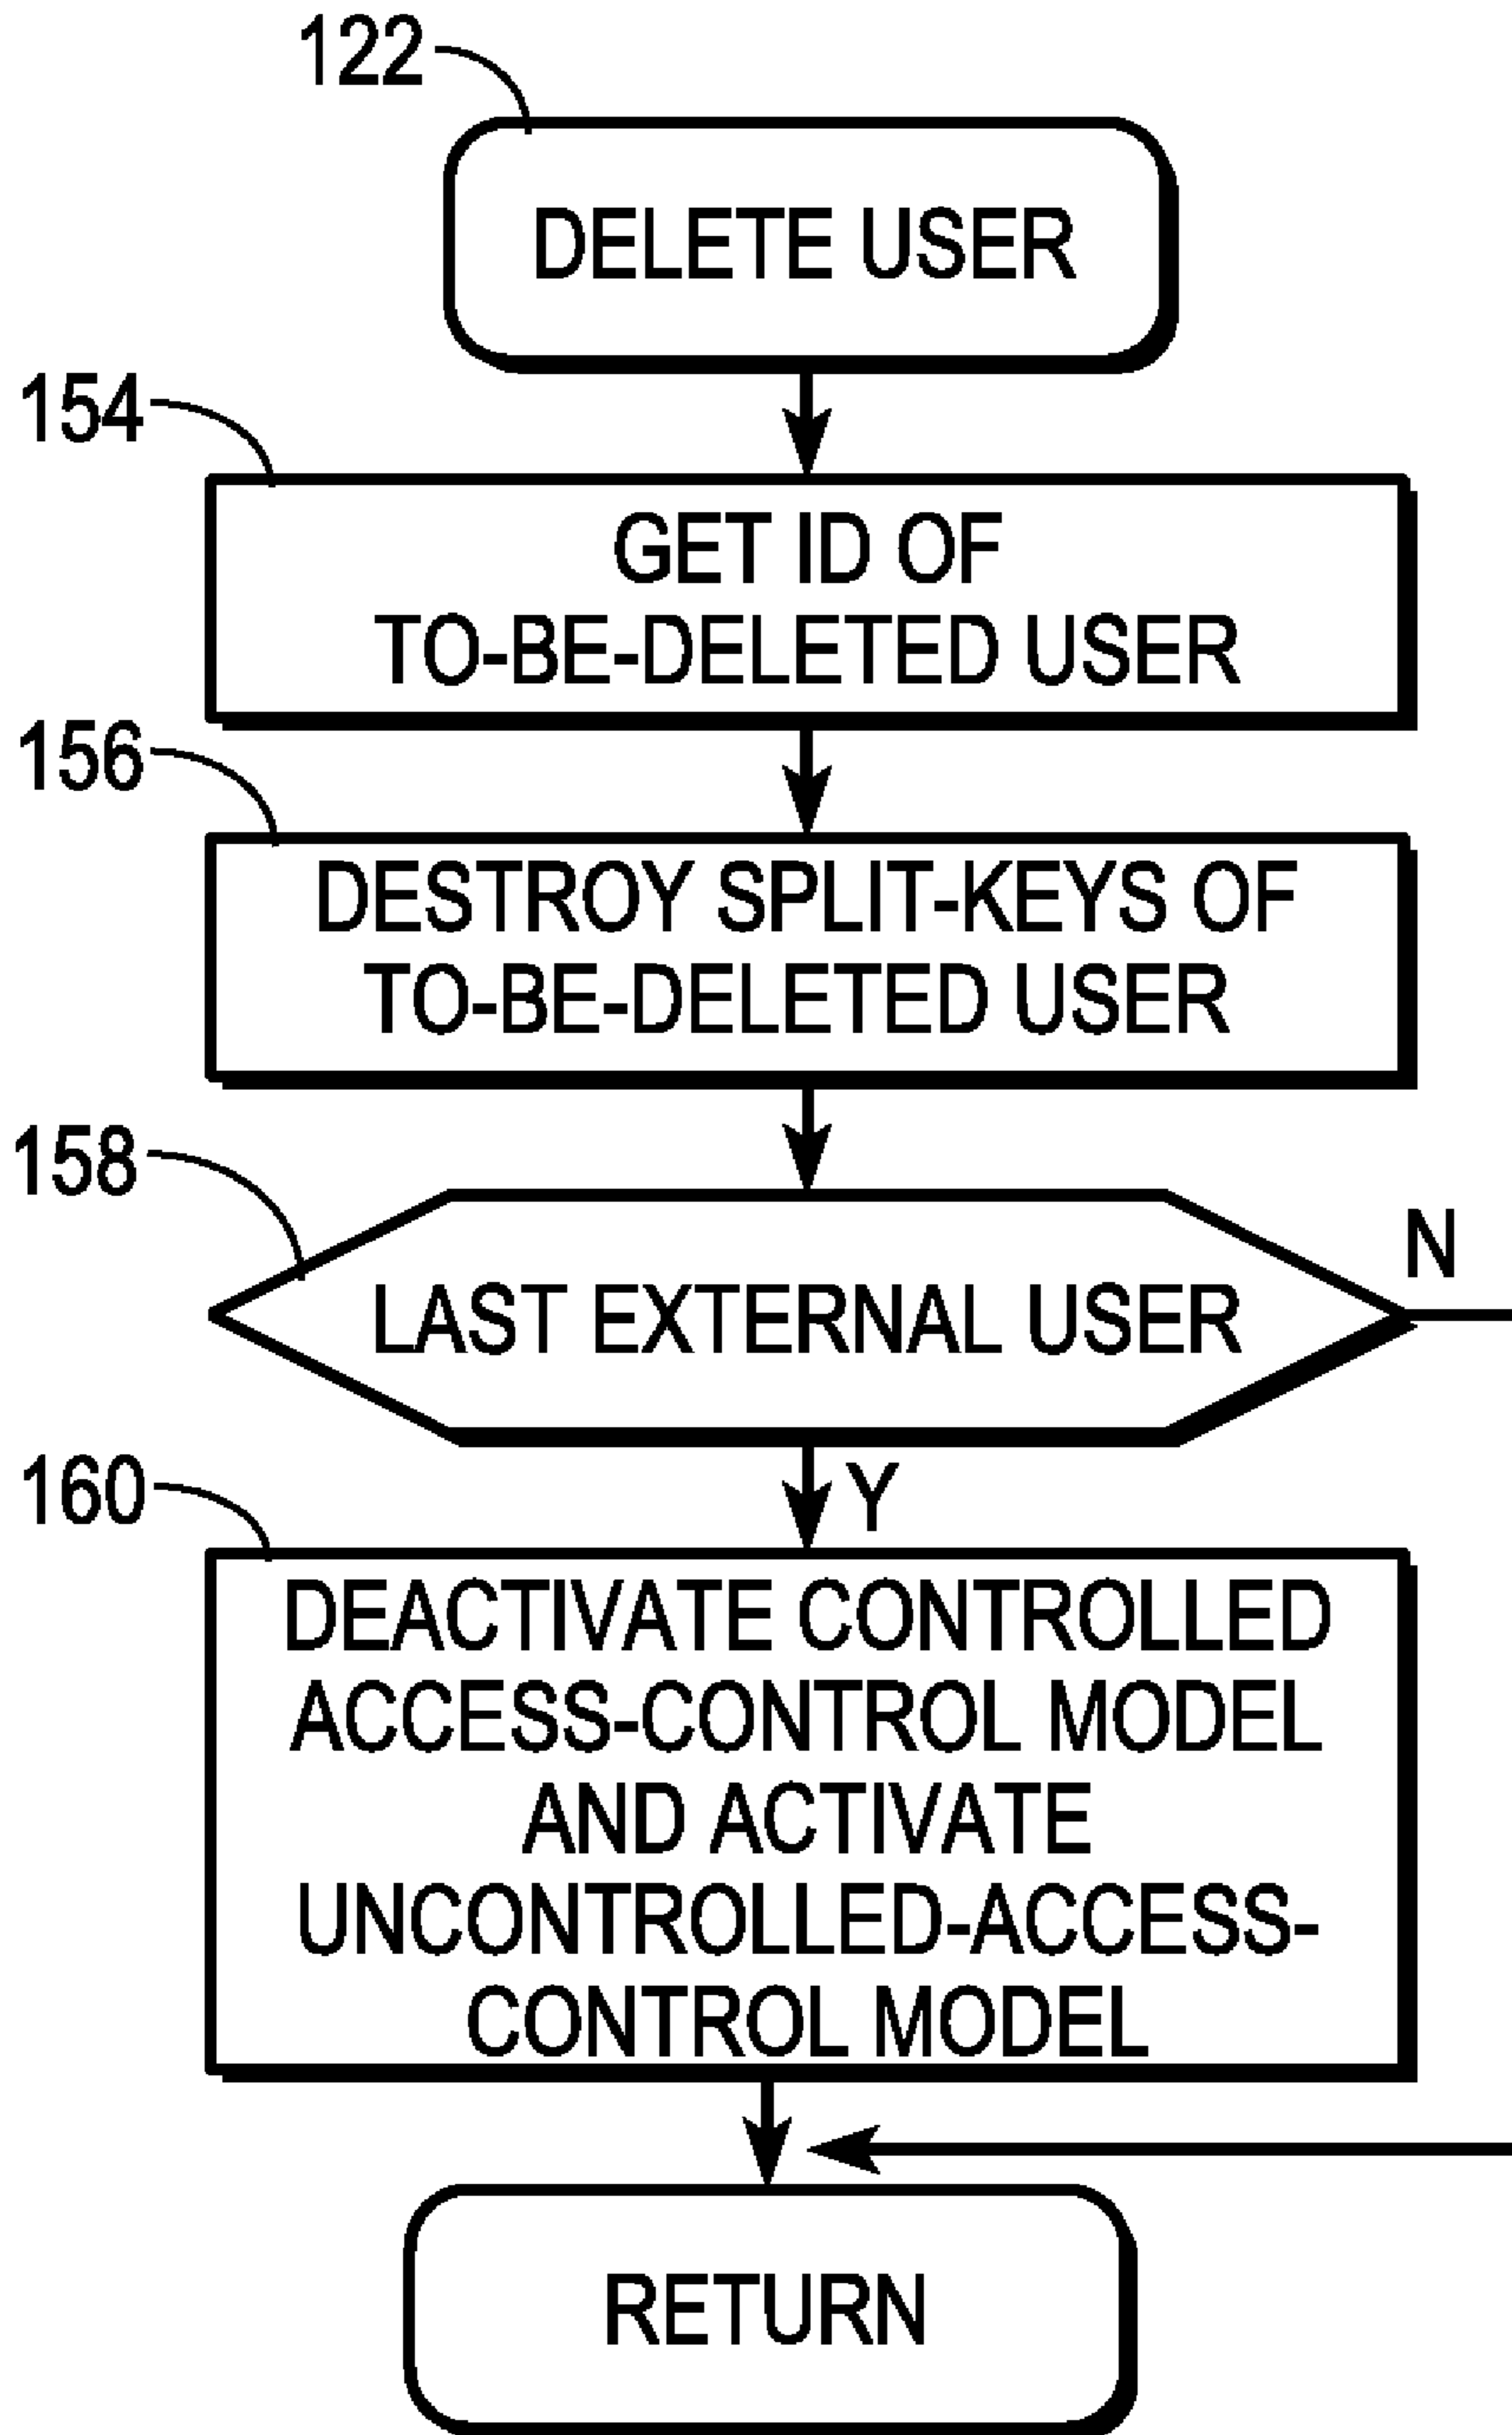 122
DELETE USER
154
GET ID OF
TO-BE-DELETED USER
156
DESTROY SPLIT-KEYS OF
TO-BE-DELETED USER
158
N
LAST EXTERNAL USER
160
Y
DEACTIVATE CONTROLLED
ACCESS-CONTROL MODEL
AND ACTIVATE
UNCONTROLLED-ACCESS-
CONTROL MODEL
RETURN